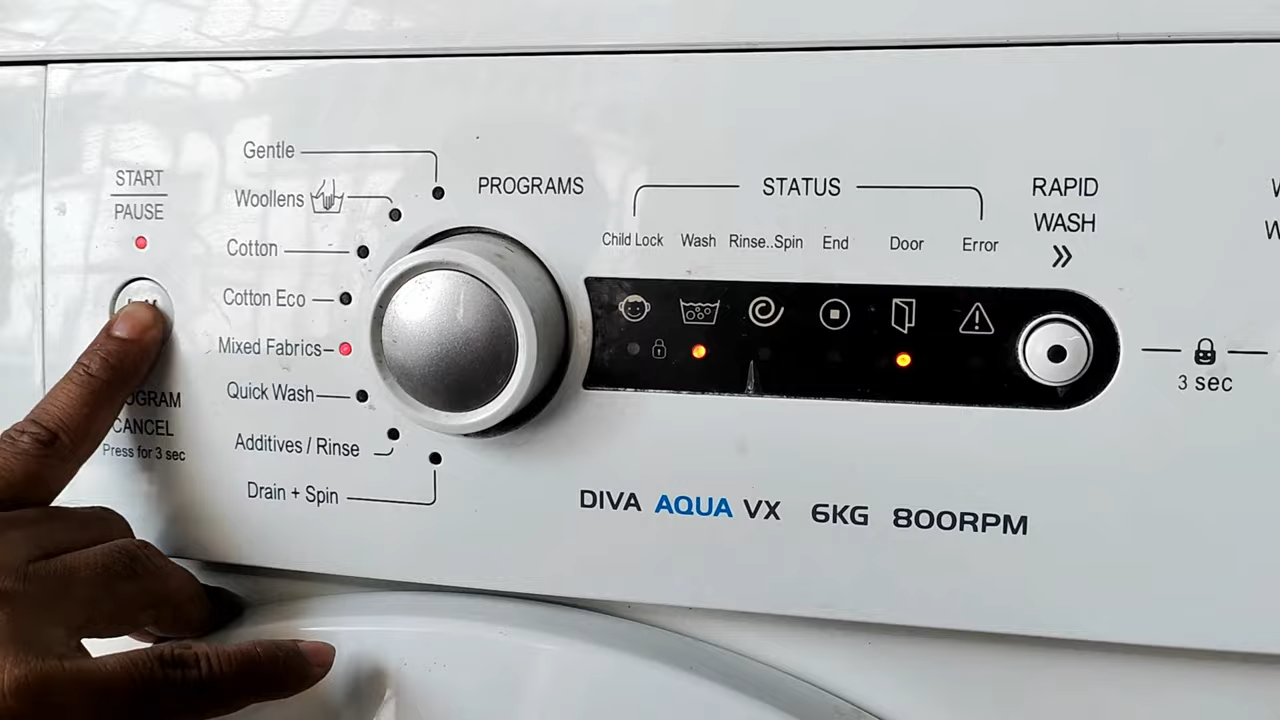 START
PAUSE
PROGRAM
CANCEL
Press for 3 sec
Gentle
Woollens
Cotton
Cotton Eco
Mixed Fabrics
Quick Wash
Additives / Rinse
Drain + Spin
PROGRAMS
STATUS
Child Lock
Wash
Rinse..Spin
End
Door
Error
RAPID
WASH
3 sec
DIVA AQUA VX 6KG 800RPM